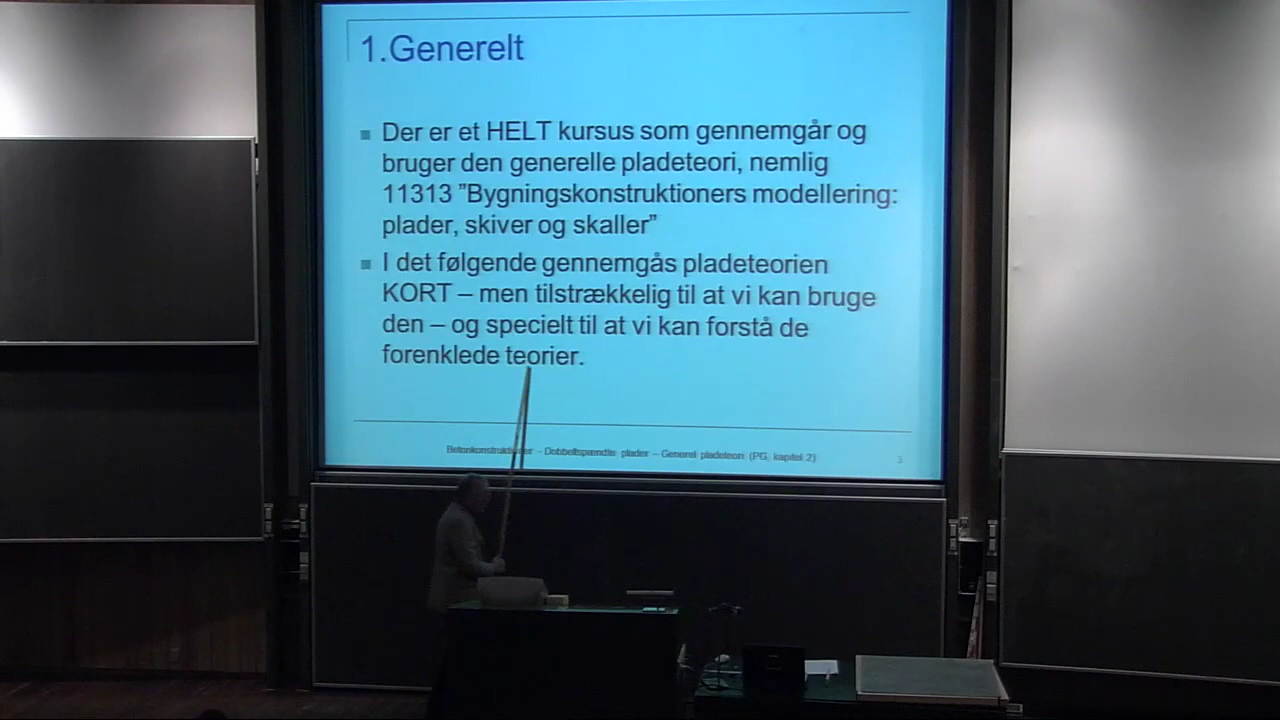 1.Generelt
Der er et HELT kursus som gennemgår og
bruger den generelle pladeteori, nemlig
11313 ”Bygningskonstruktioners modellering:
plader, skiver og skaller”
I det følgende gennemgås pladeteorien
KORT – men tilstrækkelig til at vi kan bruge
den – og specielt til at vi kan forstå de
forenklede teorier.
Betonkonstruktioner - Dobbeltspændte plader – Generel pladeteori (PG, kapitel 2)
3